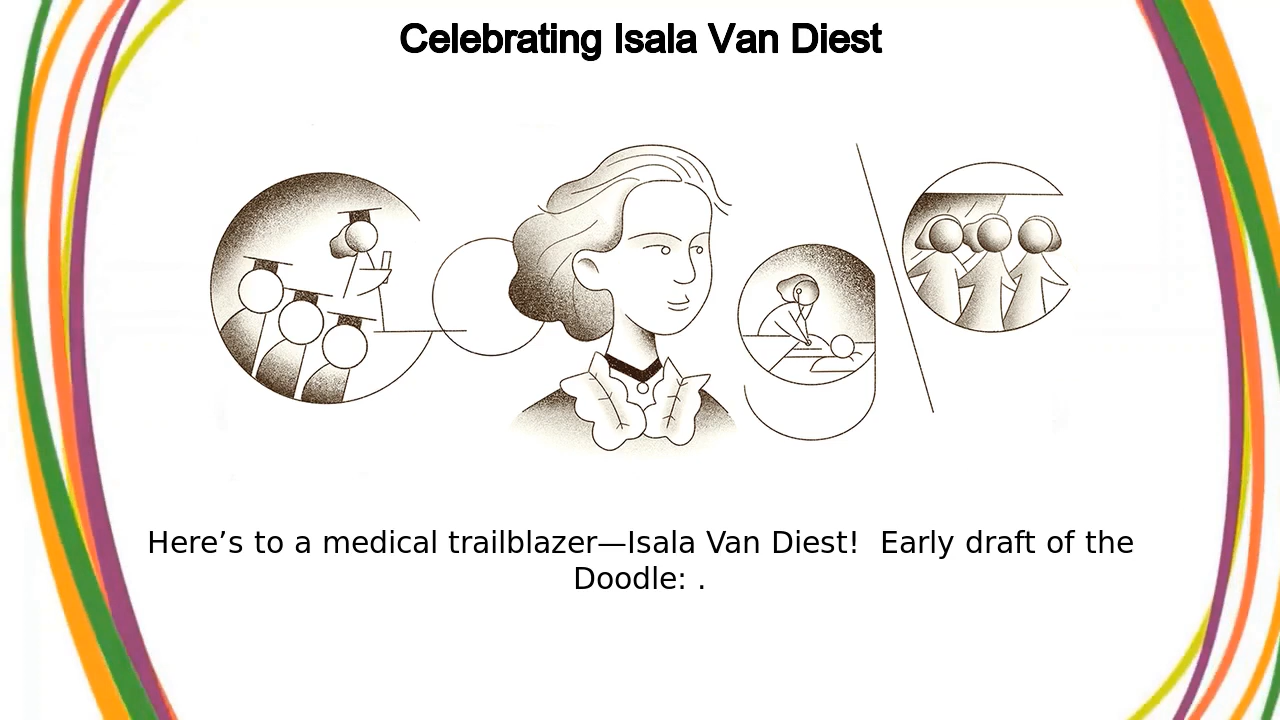 Celebrating Isala Van Diest
Here’s to a medical trailblazer—Isala Van Diest!  Early draft of the
Doodle: .